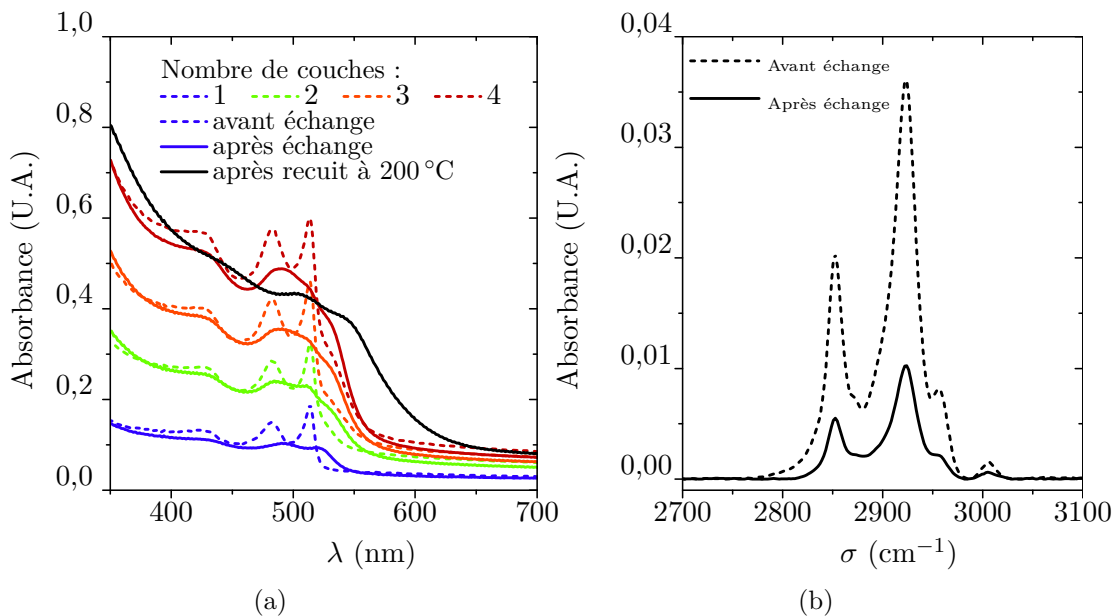 1,0
0,8
0,6
0,4
0,2
0,0
Absorbance (U.A.)
Nombre de couches :
1 2 3 4
avant échange
après échange
après recuit à 200 °C
400 500 600 700
λ (nm)
(a)
0,04
0,03
0,02
0,01
0,00
Absorbance (U.A.)
Avant échange
Après échange
2700 2800 2900 3000 3100
σ (cm⁻¹)
(b)